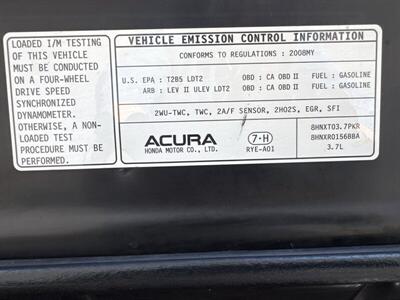 LOADED I/M TESTING
OF THIS VEHICLE
MUST BE CONDUCTED
ON A FOUR-WHEEL
DRIVE SPEED
SYNCHRONIZED
DYNAMOMETER.
OTHERWISE, A NON-
LOADED TEST
PROCEDURE MUST BE
PERFORMED.
VEHICLE EMISSION CONTROL INFORMATION
CONFORMS TO REGULATIONS : 2008MY
U.S. EPA : T2B5 LDT2 OBD : CA OBD II FUEL : GASOLINE
ARB : LEV II ULEV LDT2 OBD : CA OBD II FUEL : GASOLINE
2WU-TWC, TWC, 2A/F SENSOR, 2HO2S, EGR, SFI
ACURA
HONDA MOTOR CO., LTD.
7-H
RYE-A01
8HNXT03.7PKR
8HNXR0156BBA
3.7L